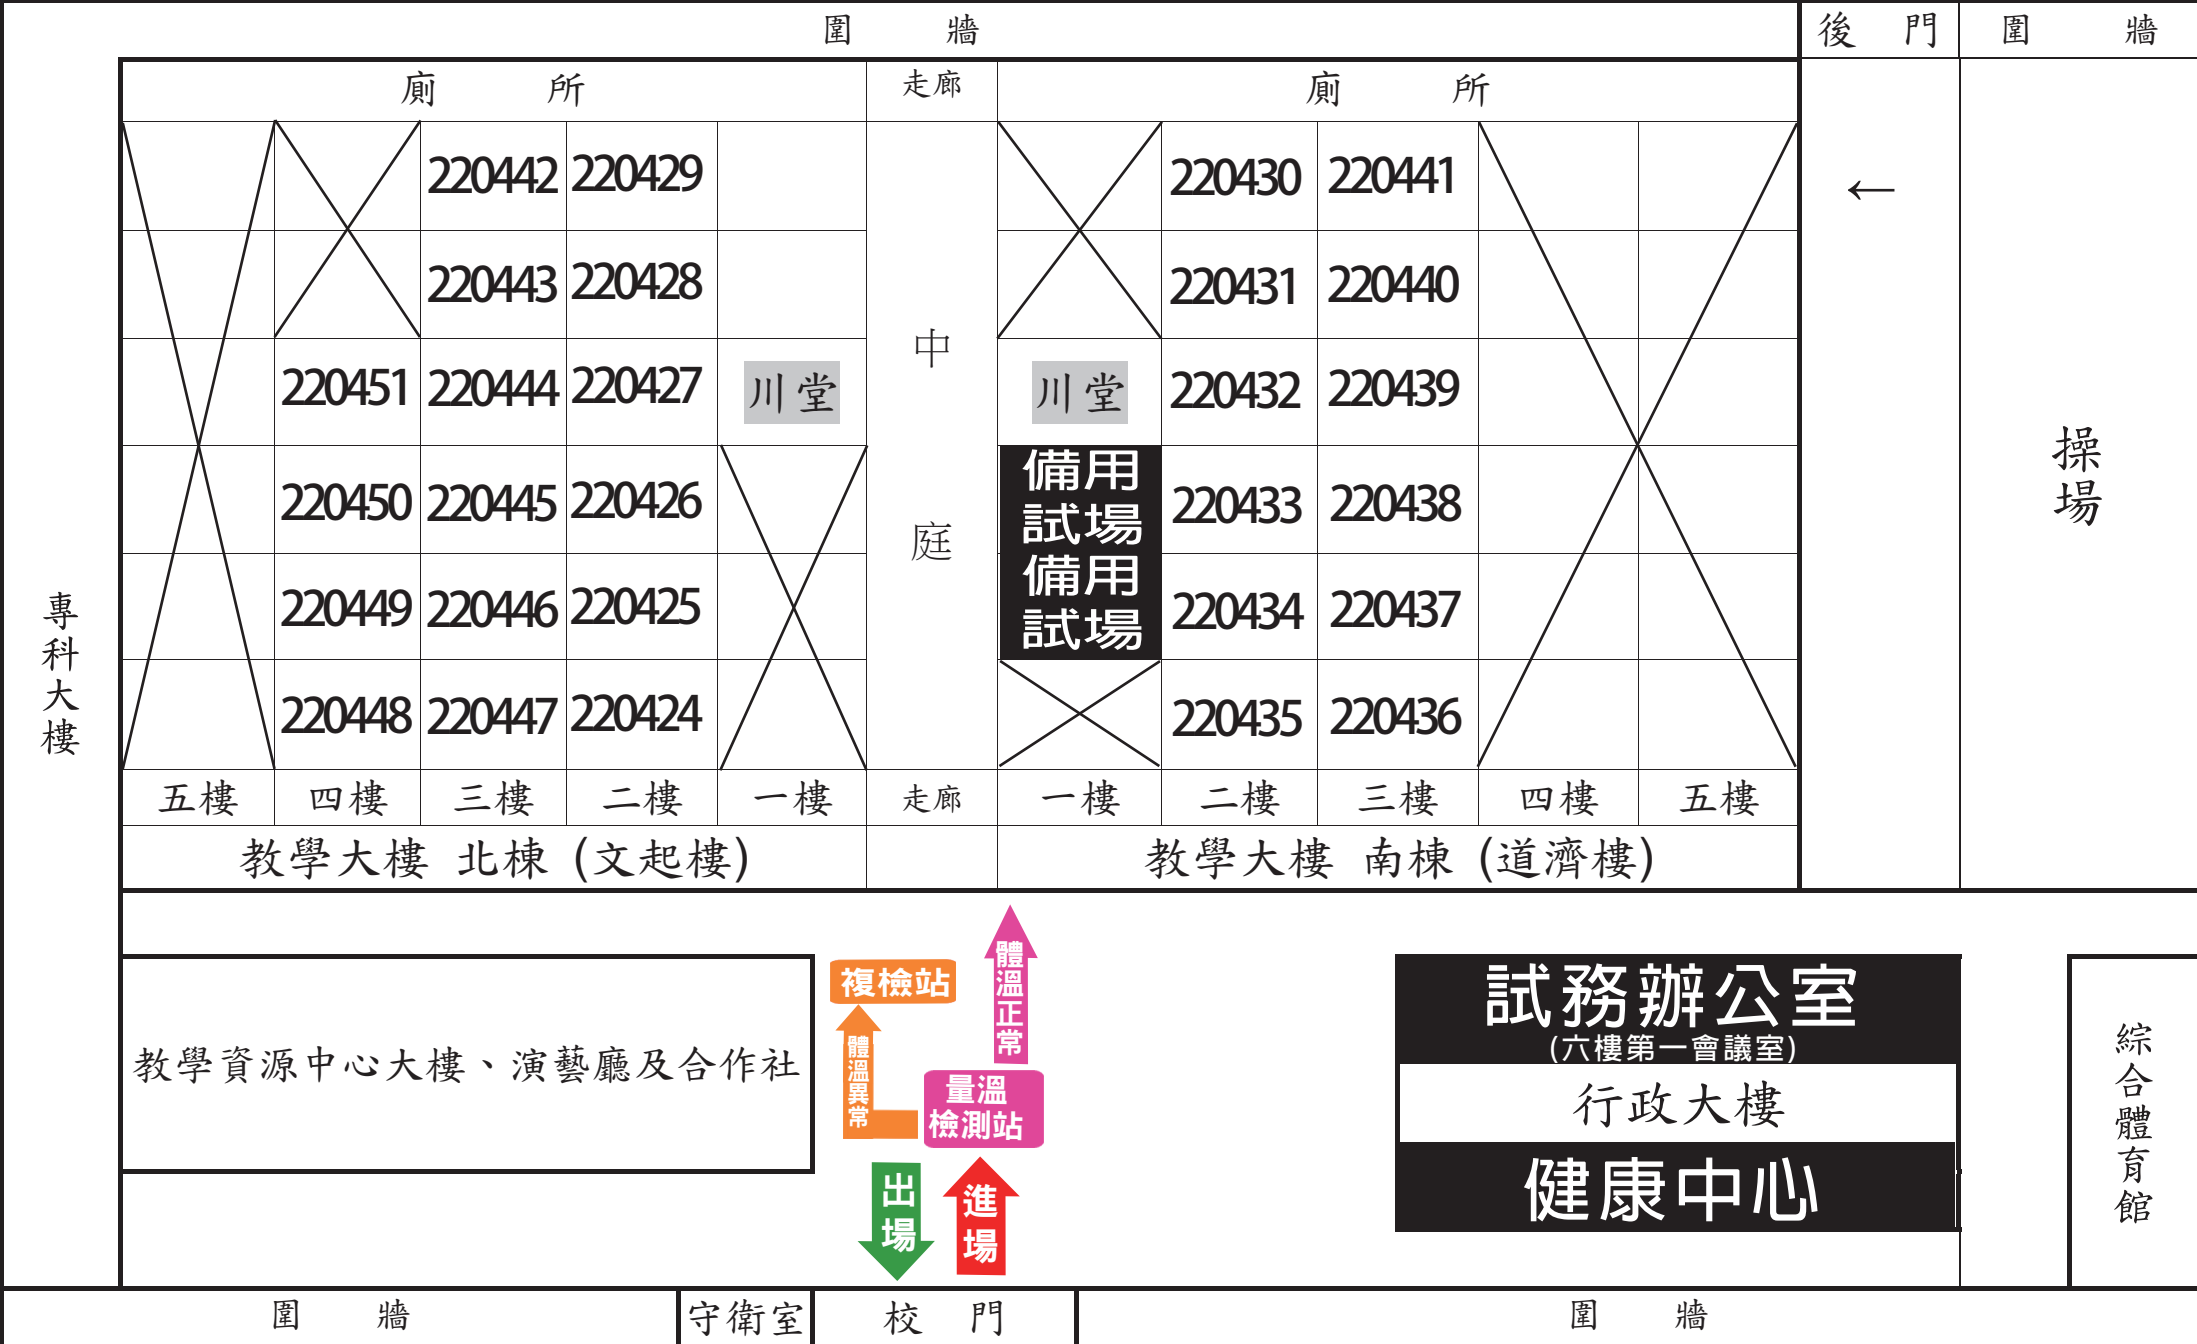 圍 牆 後 門 圍 牆
廁 所 走廊 廁 所
220442 220429 220430 220441
←
220443 220428 220431 220440
220451 220444 220427 川堂 川堂 220432 220439
中庭
操場
220450 220445 220426 備用試場 220433 220438
220449 220446 220425 備用試場 220434 220437
220448 220447 220424 220435 220436
專科大樓
五樓 四樓 三樓 二樓 一樓 走廊 一樓 二樓 三樓 四樓 五樓
教學大樓 北棟 (文起樓) 教學大樓 南棟 (道濟樓)
教學資源中心大樓、演藝廳及合作社
複檢站
體溫異常
體溫正常
量溫
檢測站
出場
進場
試務辦公室
(六樓第一會議室)
行政大樓
健康中心
綜合體育館
圍 牆 守衛室 校 門 圍 牆